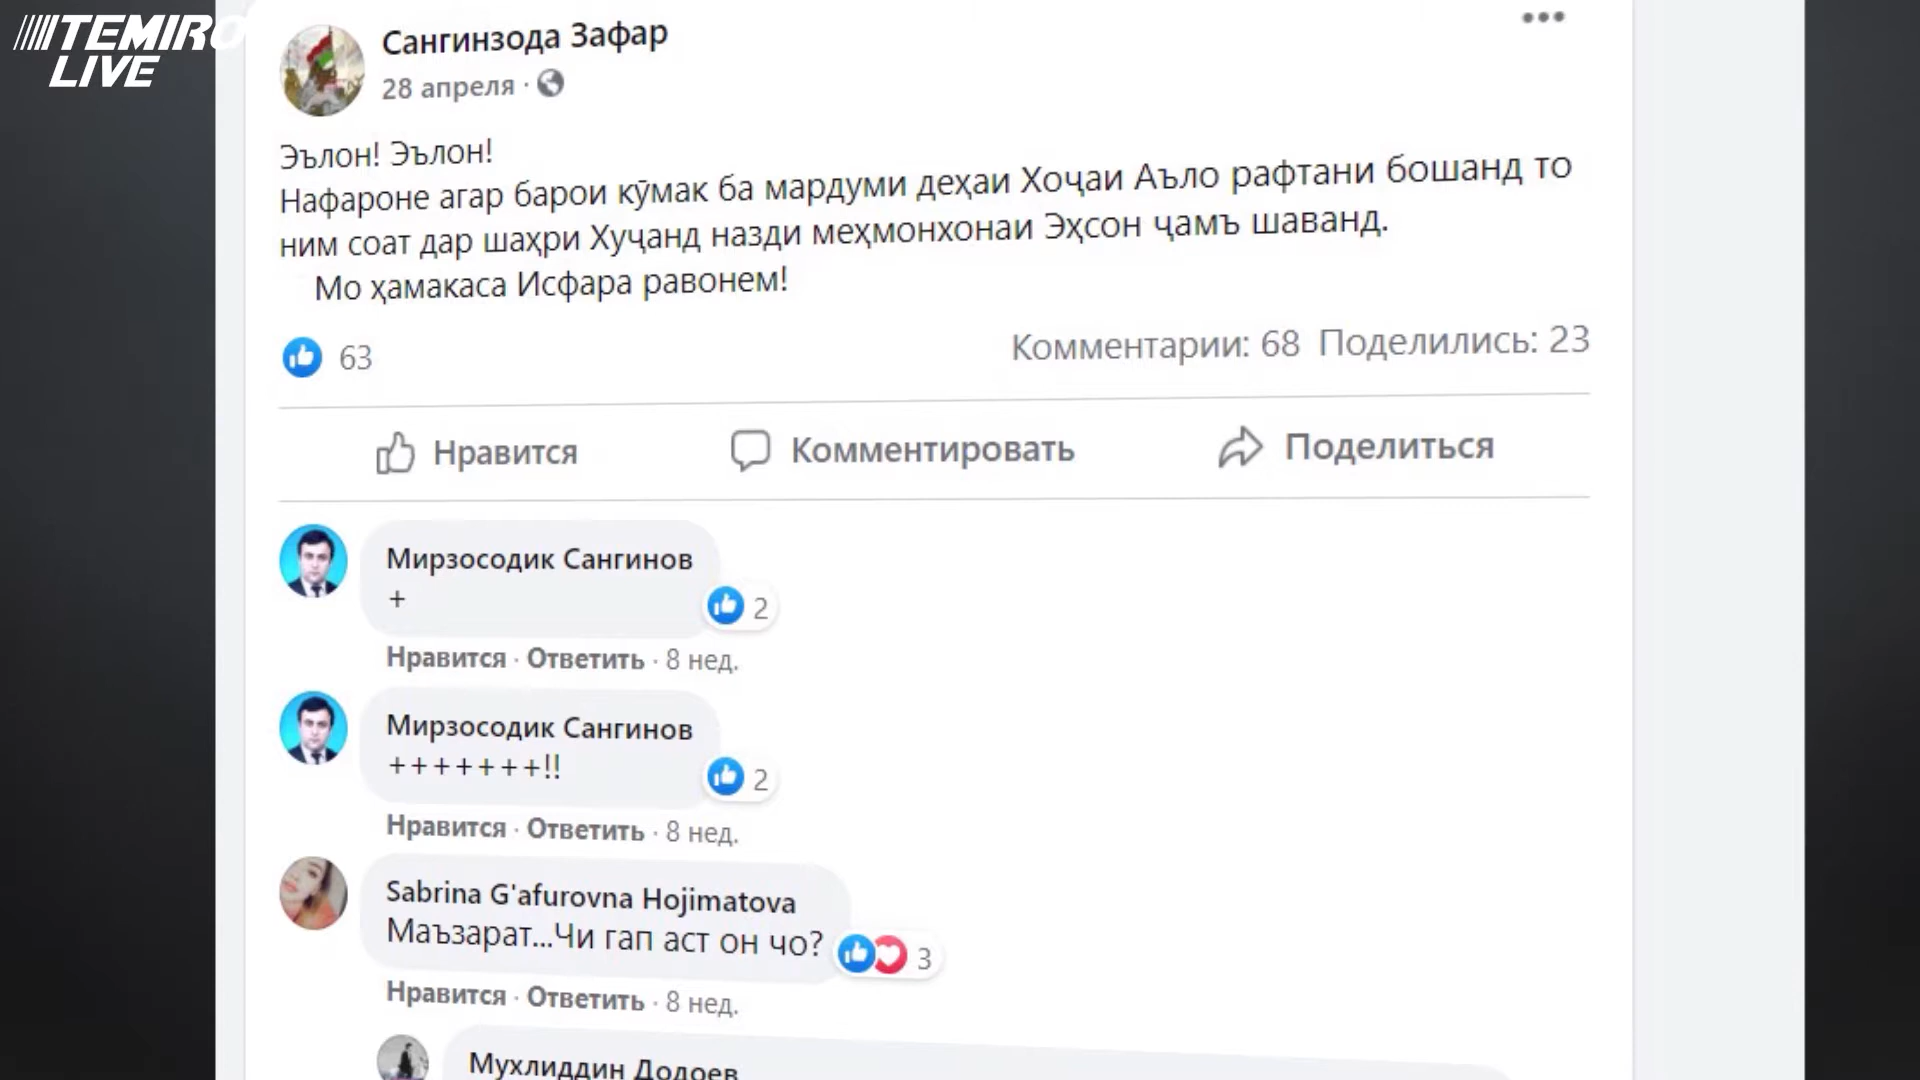 TEMIRO
LIVE
Сангинзода Зафар
28 апреля ·
Эълон! Эълон!
Нафароне агар барои кӯмак ба мардуми деҳаи Хоҷаи Аъло рафтани бошанд то
ним соат дар шаҳри Хуҷанд назди меҳмонхонаи Эҳсон ҷамъ шаванд.
Мо ҳамакаса Исфара равонем!
63
Комментарии: 68 Поделились: 23
Нравится Комментировать Поделиться
Мирзосодик Сангинов
+
2
Нравится · Ответить · 8 нед.
Мирзосодик Сангинов
+++++++!!
2
Нравится · Ответить · 8 нед.
Sabrina G'afurovna Hojimatova
Маъзарат...Чи гап аст он чо?
3
Нравится · Ответить · 8 нед.
Мухлиддин Додоев